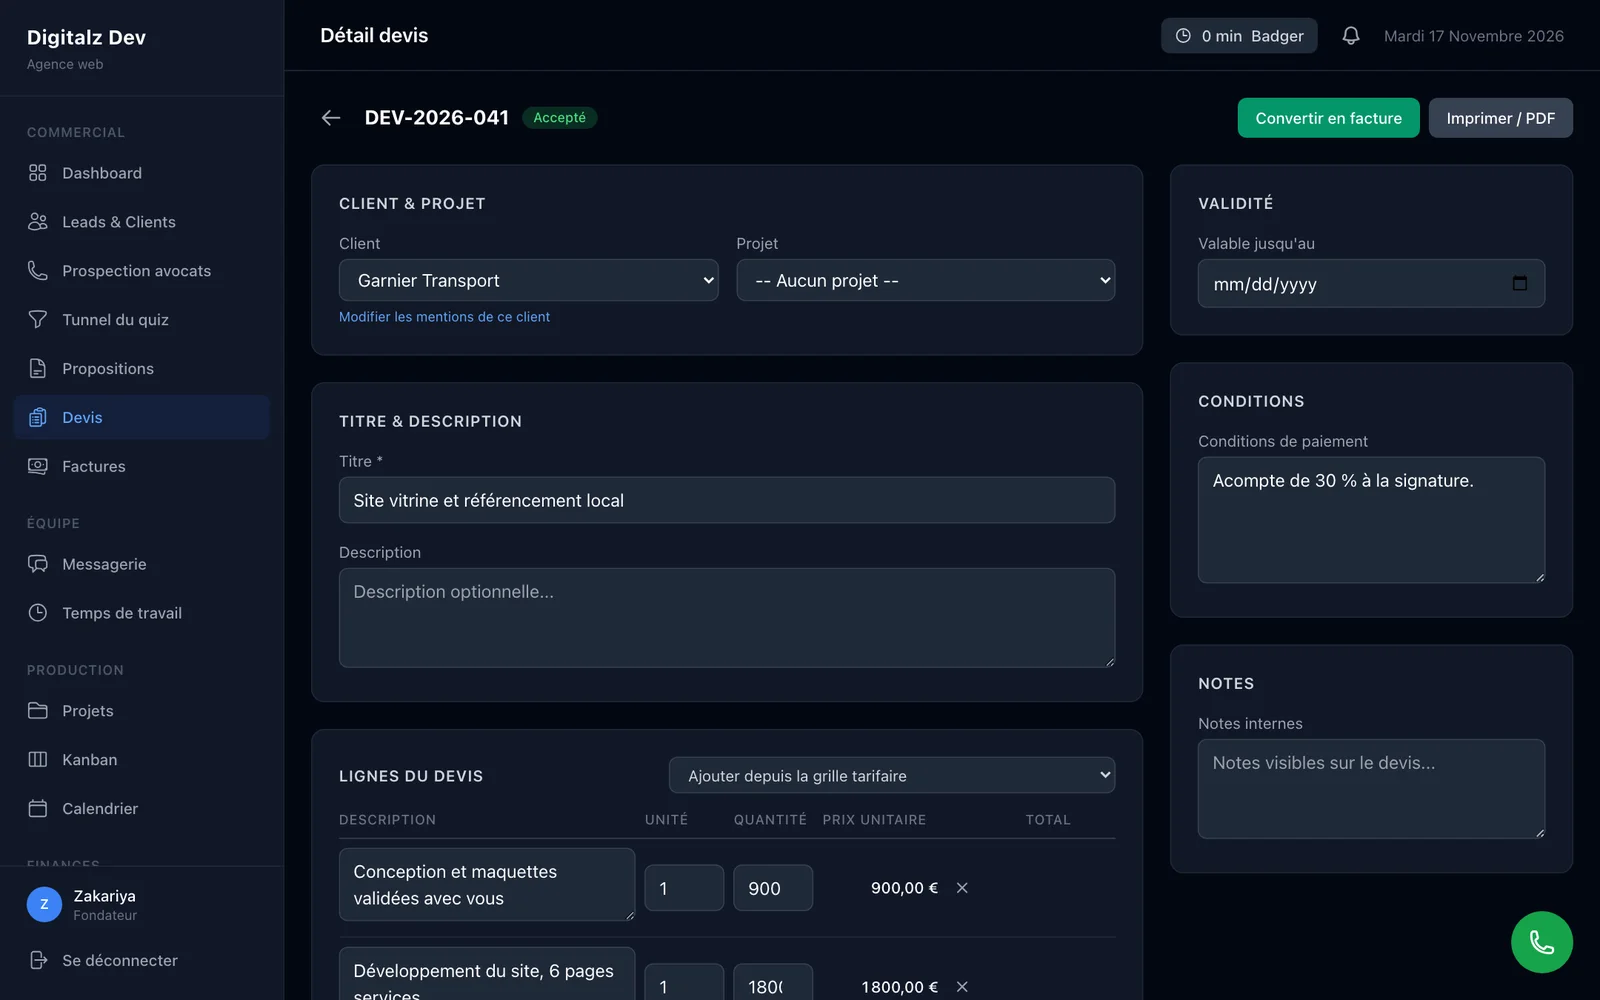 Digitalz Dev
Agence web
COMMERCIAL
Dashboard
Leads & Clients
Prospection avocats
Tunnel du quiz
Propositions
Devis
Factures
ÉQUIPE
Messagerie
Temps de travail
PRODUCTION
Projets
Kanban
Calendrier
FINANCES
Z
Zakariya
Fondateur
Se déconnecter
Détail devis
0 min Badger
Mardi 17 Novembre 2026
DEV-2026-041 Accepté
Convertir en facture
Imprimer / PDF
CLIENT & PROJET
Client
Projet
Garnier Transport
-- Aucun projet --
Modifier les mentions de ce client
TITRE & DESCRIPTION
Titre *
Site vitrine et référencement local
Description
Description optionnelle...
LIGNES DU DEVIS
Ajouter depuis la grille tarifaire
DESCRIPTION UNITÉ QUANTITÉ PRIX UNITAIRE TOTAL
Conception et maquettes
validées avec vous
1 900 900,00 €
Développement du site, 6 pages
services
1 1800 1 800,00 €
VALIDITÉ
Valable jusqu'au
mm/dd/yyyy
CONDITIONS
Conditions de paiement
Acompte de 30 % à la signature.
NOTES
Notes internes
Notes visibles sur le devis...